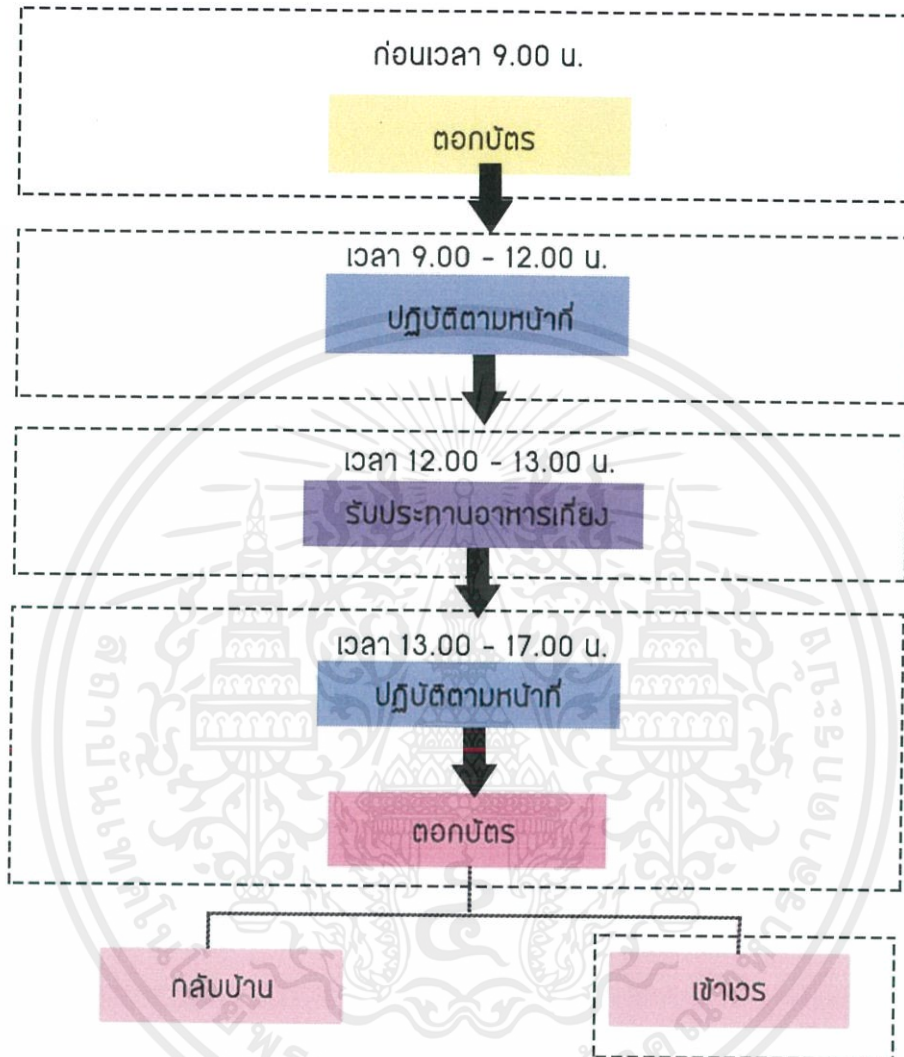 ก่อนเวลา 9.00 น.
ตอกบัตร
เวลา 9.00 - 12.00 น.
ปฏิบัติตามหน้าที่
เวลา 12.00 - 13.00 น.
รับประทานอาหารเที่ยง
เวลา 13.00 - 17.00 น.
ปฏิบัติตามหน้าที่
ตอกบัตร
กลับบ้าน
เข้าเวร